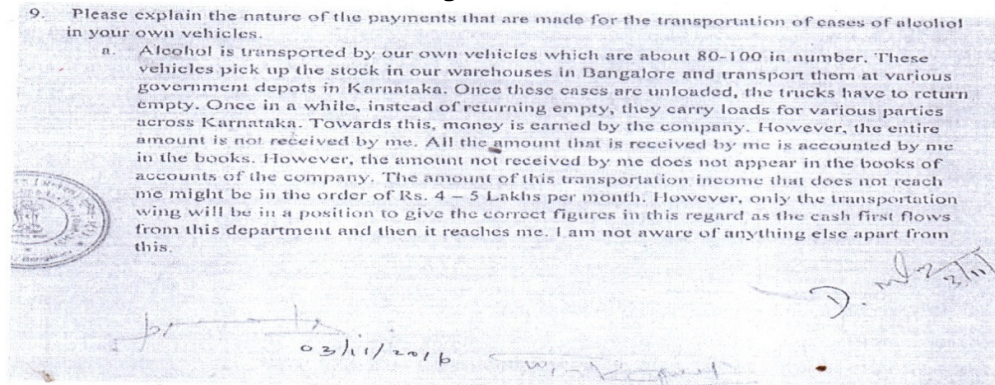 9. Please explain the nature of the payments that are made for the transportation of cases of alcohol
in your own vehicles.
a. Alcohol is transported by our own vehicles which are about 80-100 in number. These
vehicles pick up the stock in our warehouses in Bangalore and transport them at various
government depots in Karnataka. Once these cases are unloaded, the trucks have to return
empty. Once in a while, instead of returning empty, they carry loads for various parties
across Karnataka. Towards this, money is earned by the company. However, the entire
amount is not received by me. All the amount that is received by me is accounted by me
in the books. However, the amount not received by me does not appear in the books of
accounts of the company. The amount of this transportation income that does not reach
me might be in the order of Rs. 4 – 5 Lakhs per month. However, only the transportation
wing will be in a position to give the correct figures in this regard as the cash first flows
from this department and then it reaches me. I am not aware of anything else apart from
this.
3/11
03/11/2016